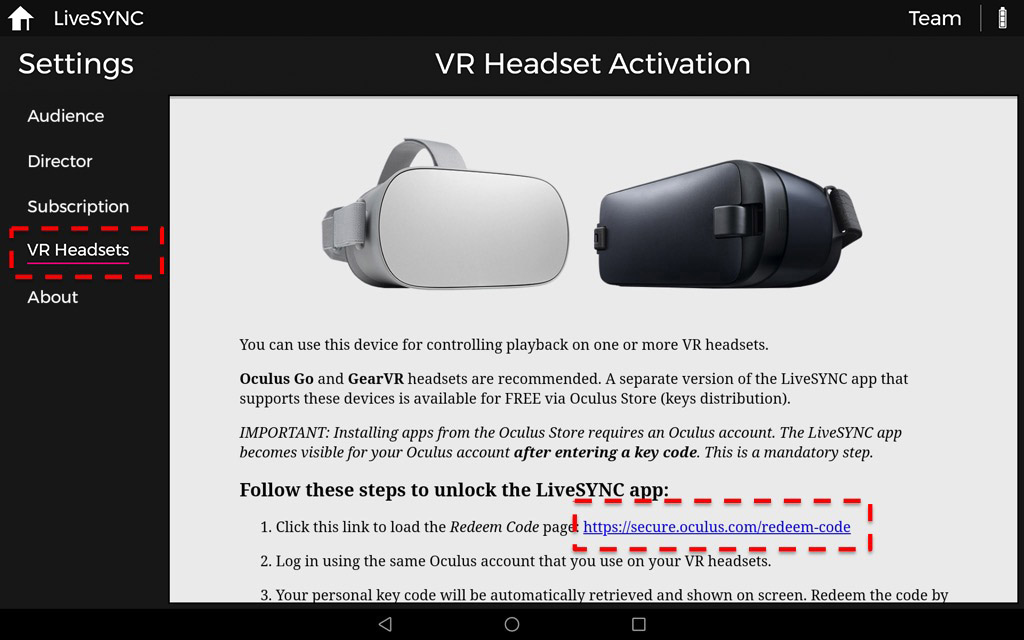 LiveSYNC
Team
Settings
VR Headset Activation
Audience
Director
Subscription
VR Headsets
About
You can use this device for controlling playback on one or more VR headsets.
Oculus Go and GearVR headsets are recommended. A separate version of the LiveSYNC app that
supports these devices is available for FREE via Oculus Store (keys distribution).
IMPORTANT: Installing apps from the Oculus Store requires an Oculus account. The LiveSYNC app
becomes visible for your Oculus account after entering a key code. This is a mandatory step.
Follow these steps to unlock the LiveSYNC app:
1. Click this link to load the Redeem Code page: https://secure.oculus.com/redeem-code
2. Log in using the same Oculus account that you use on your VR headsets.
3. Your personal key code will be automatically retrieved and shown on screen. Redeem the code by